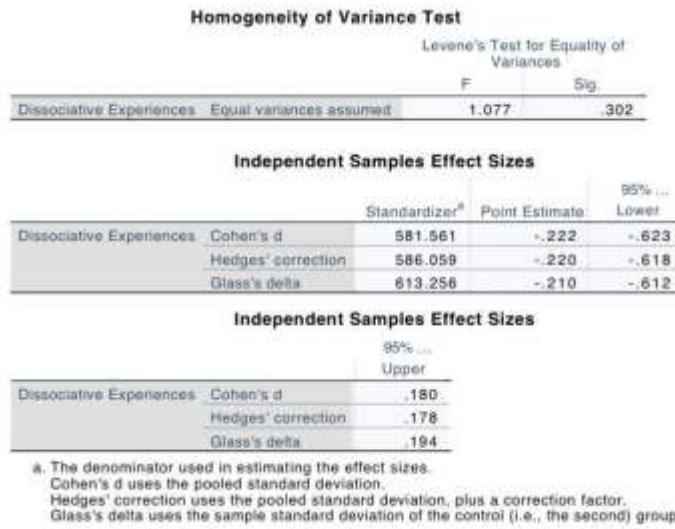 Homogeneity of Variance Test
Levene's Test for Equality of
Variances
F Sig.
Dissociative Experiences Equal variances assumed 1.077 .302
Independent Samples Effect Sizes
95% ...
Standardizerᵃ Point Estimate Lower
Dissociative Experiences Cohen's d 581.561 -.222 -.623
Hedges' correction 586.059 -.220 -.618
Glass's delta 613.256 -.210 -.612
Independent Samples Effect Sizes
95% ...
Upper
Dissociative Experiences Cohen's d .180
Hedges' correction .178
Glass's delta .194
a. The denominator used in estimating the effect sizes.
Cohen's d uses the pooled standard deviation.
Hedges' correction uses the pooled standard deviation, plus a correction factor.
Glass's delta uses the sample standard deviation of the control (i.e., the second) group